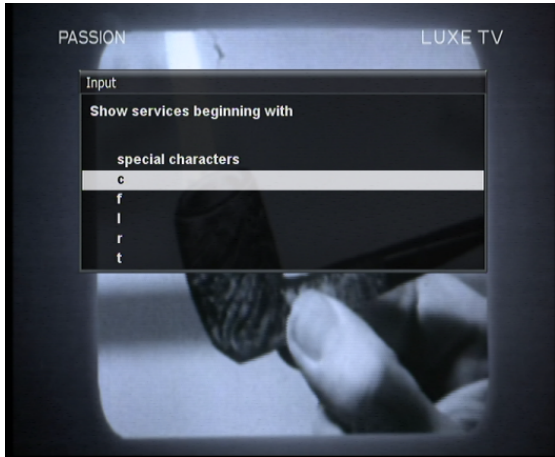 PASSION
LUXE TV
Input
Show services beginning with
special characters
c
f
l
r
t